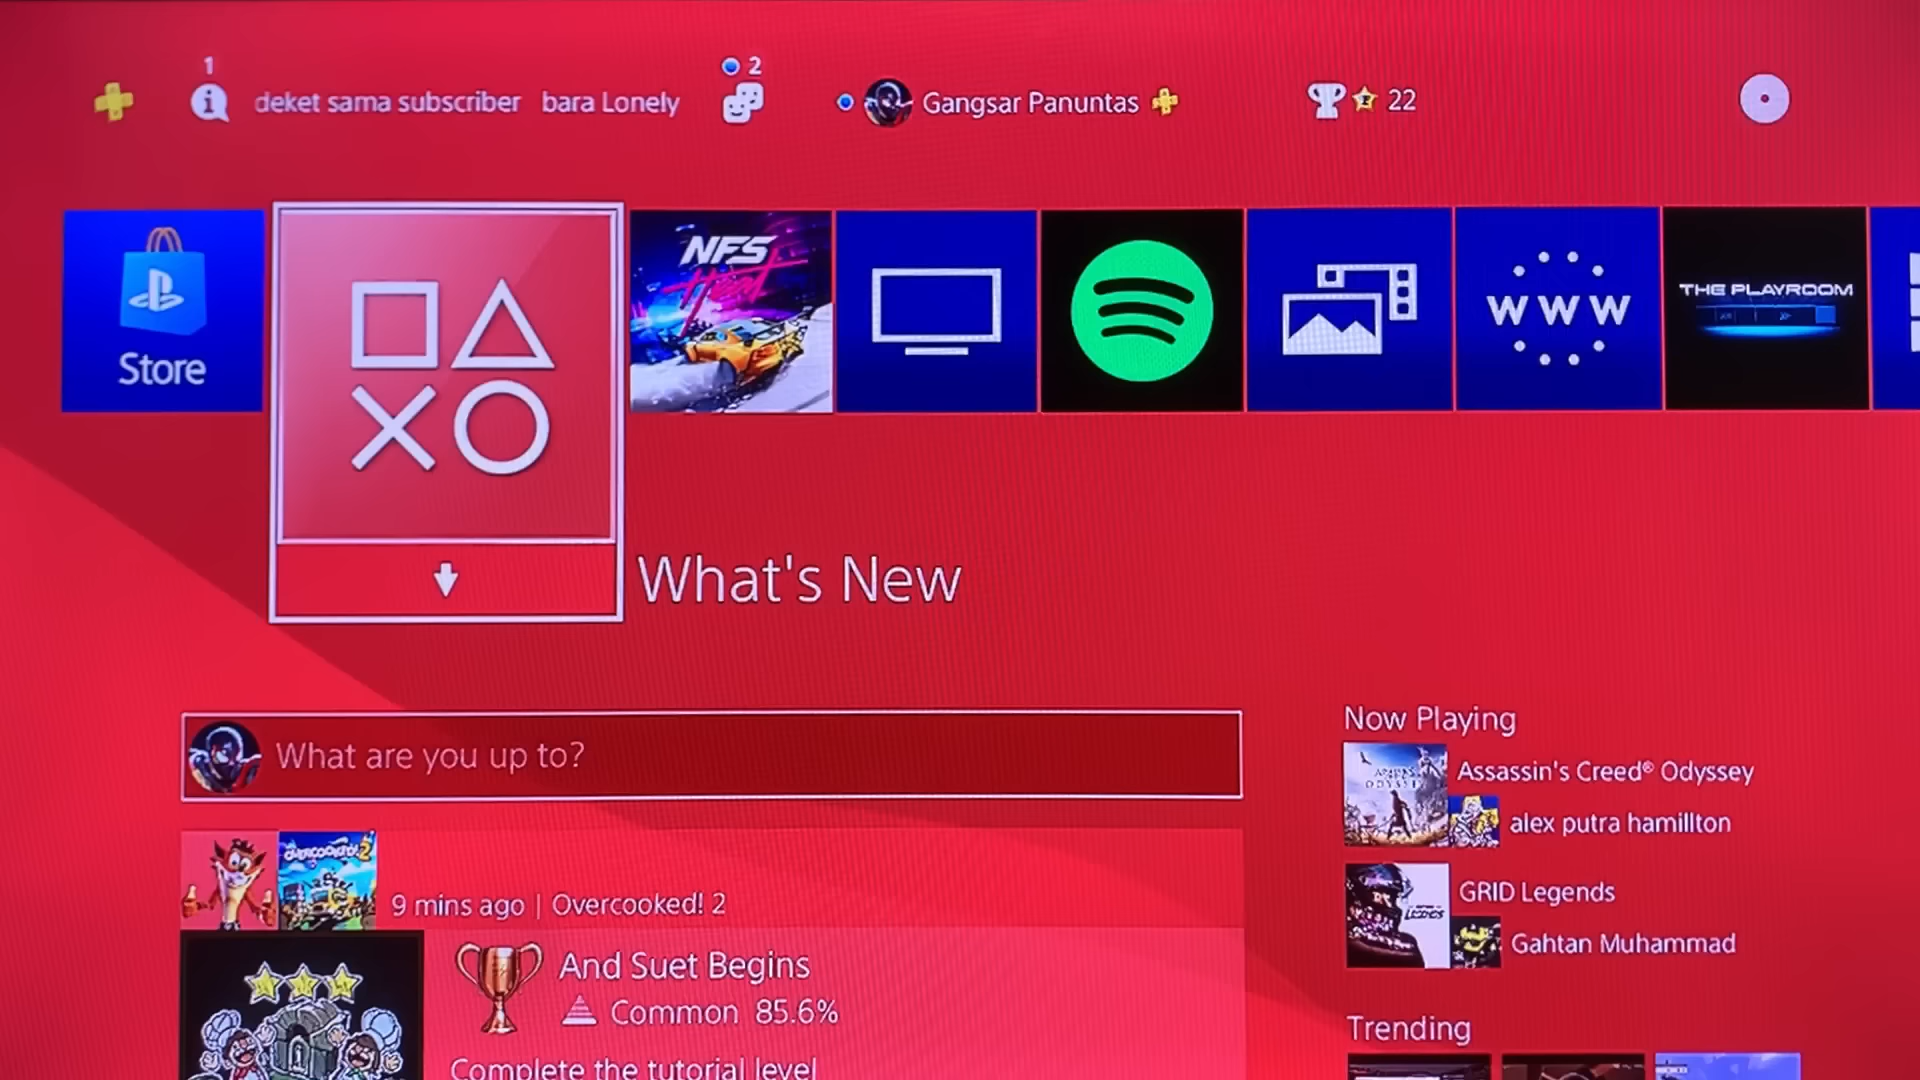 1
deket sama subscriber bara Lonely
2
Gangsar Panuntas
22
Store
NFS
Heat
WWW
THE PLAYROOM
What's New
What are you up to?
Now Playing
Assassin's Creed® Odyssey
alex putra hamillton
GRID Legends
Gahtan Muhammad
OVERCOOKED! 2
9 mins ago | Overcooked! 2
And Suet Begins
Common 85.6%
Complete the tutorial level
Trending